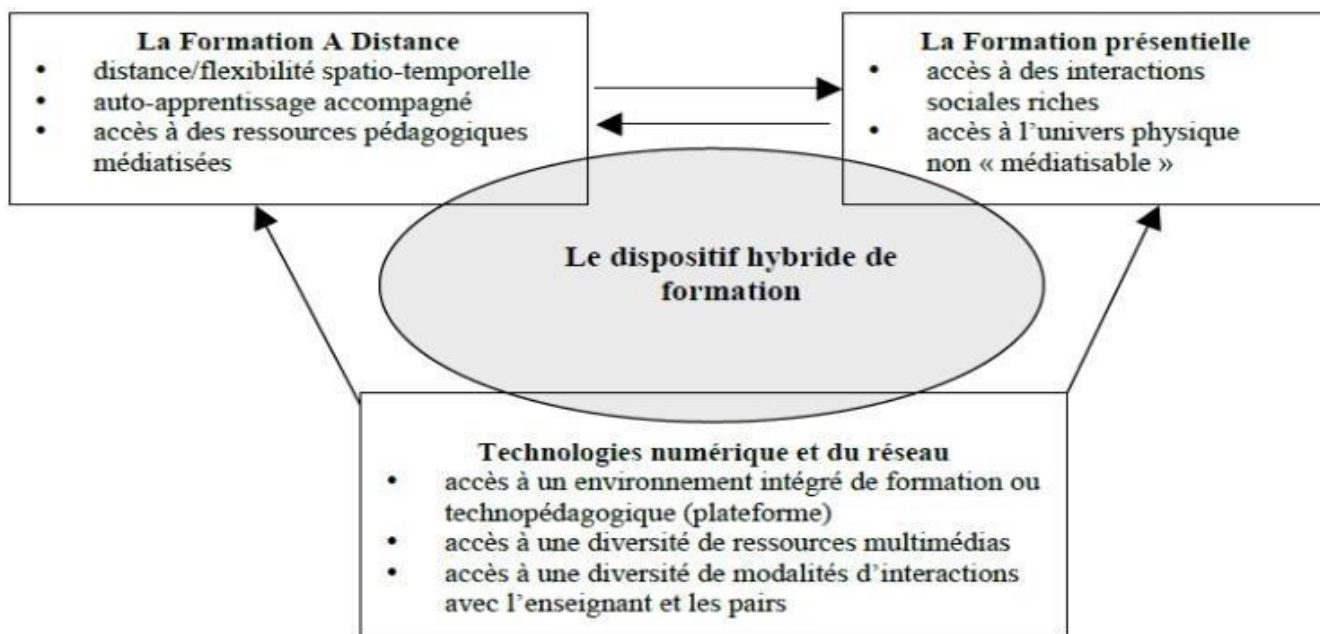 La Formation A Distance
• distance/flexibilité spatio-temporelle
• auto-apprentissage accompagné
• accès à des ressources pédagogiques
médiatisées
La Formation présentielle
• accès à des interactions
sociales riches
• accès à l'univers physique
non « médiatisable »
Le dispositif hybride de
formation
Technologies numérique et du réseau
• accès à un environnement intégré de formation ou
technopédagogique (plateforme)
• accès à une diversité de ressources multimédias
• accès à une diversité de modalités d'interactions
avec l'enseignant et les pairs